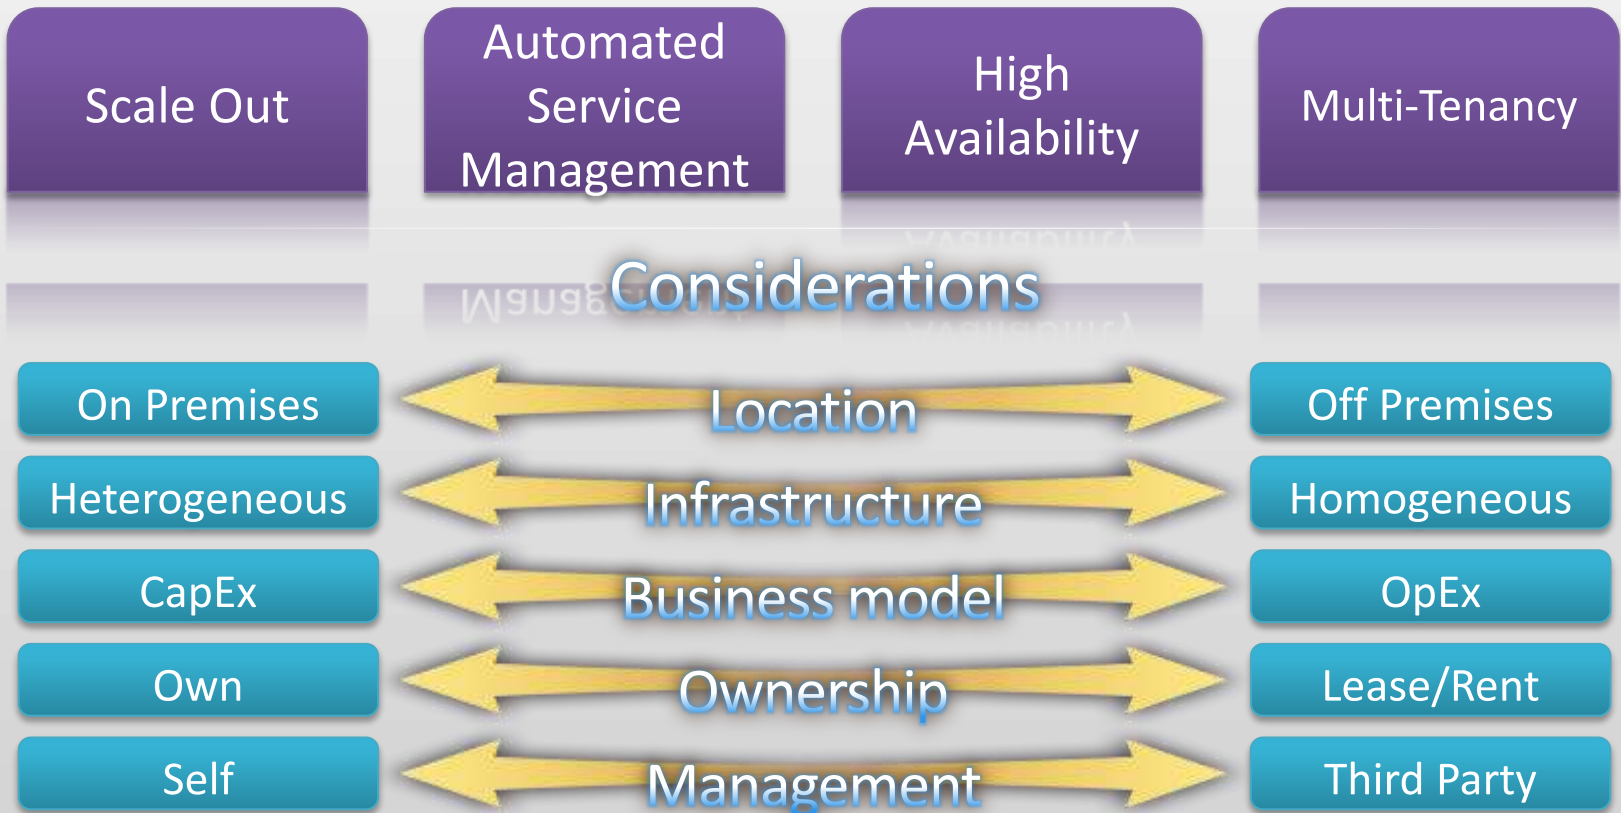 Scale Out
Automated
Service
Management
High
Availability
Multi-Tenancy
Considerations
On Premises
Location
Off Premises
Heterogeneous
Infrastructure
Homogeneous
CapEx
Business model
OpEx
Own
Ownership
Lease/Rent
Self
Management
Third Party